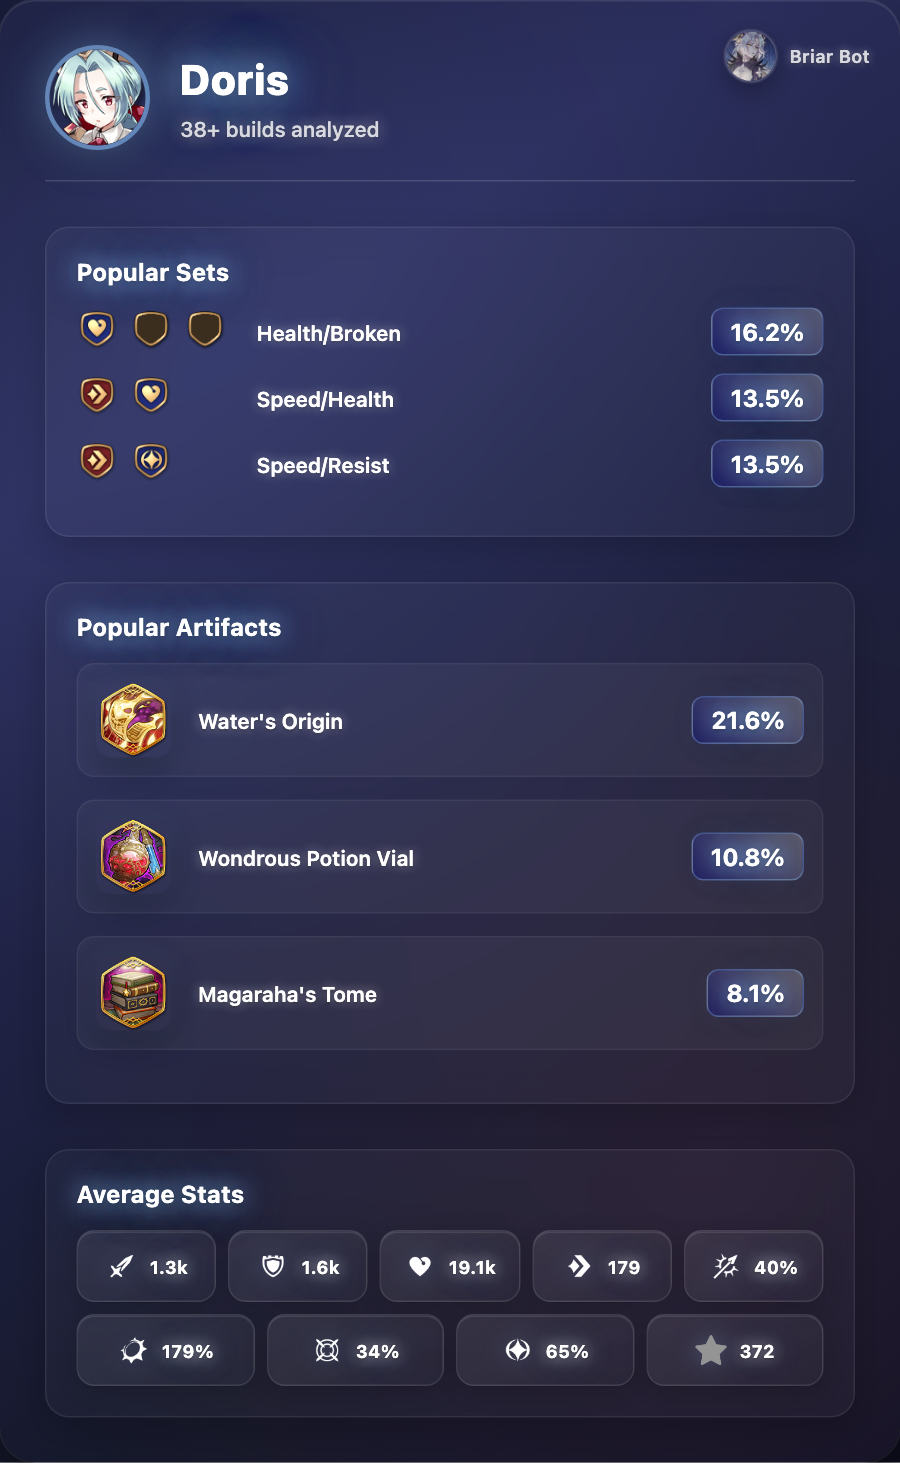 Doris
38+ builds analyzed
Briar Bot
Popular Sets
Health/Broken 16.2%
Speed/Health 13.5%
Speed/Resist 13.5%
Popular Artifacts
Water's Origin 21.6%
Wondrous Potion Vial 10.8%
Magaraha's Tome 8.1%
Average Stats
1.3k 1.6k 19.1k 179 40%
179% 34% 65% 372